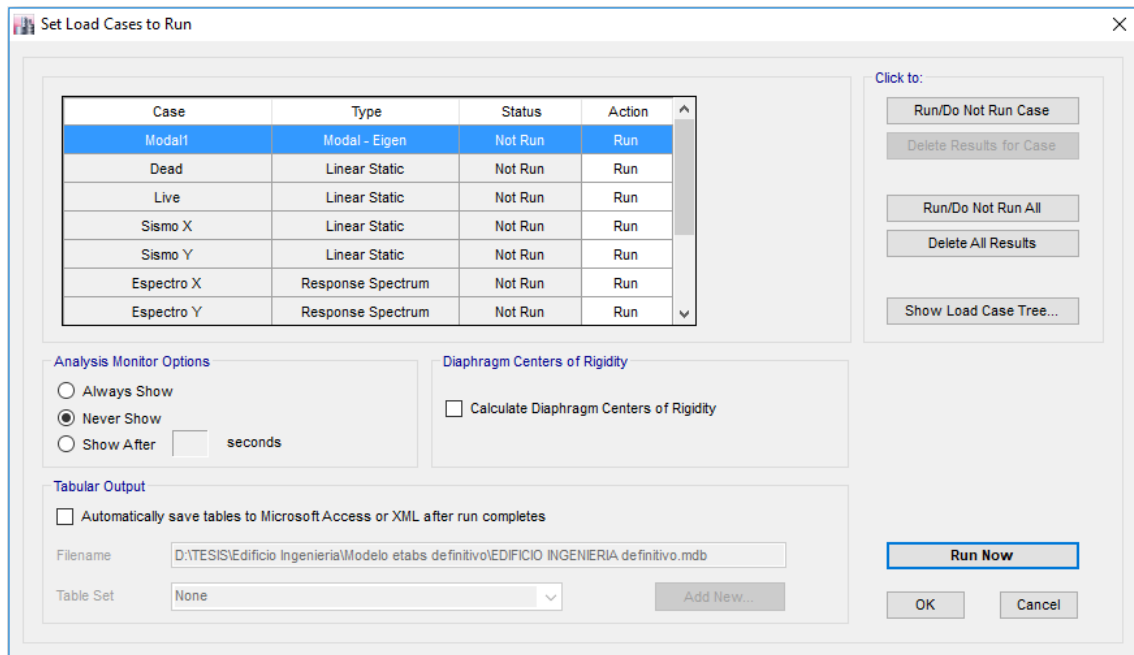 Set Load Cases to Run
Click to:
Case Type Status Action
Modal1 Modal - Eigen Not Run Run
Dead Linear Static Not Run Run
Live Linear Static Not Run Run
Sismo X Linear Static Not Run Run
Sismo Y Linear Static Not Run Run
Espectro X Response Spectrum Not Run Run
Espectro Y Response Spectrum Not Run Run
Run/Do Not Run Case
Delete Results for Case
Run/Do Not Run All
Delete All Results
Show Load Case Tree...
Analysis Monitor Options
Always Show
Never Show
Show After seconds
Diaphragm Centers of Rigidity
Calculate Diaphragm Centers of Rigidity
Tabular Output
Automatically save tables to Microsoft Access or XML after run completes
Filename D:\TESIS\Edificio Ingenieria\Modelo etabs definitivo\EDIFICIO INGENIERIA definitivo.mdb
Table Set None Add New...
Run Now
OK Cancel